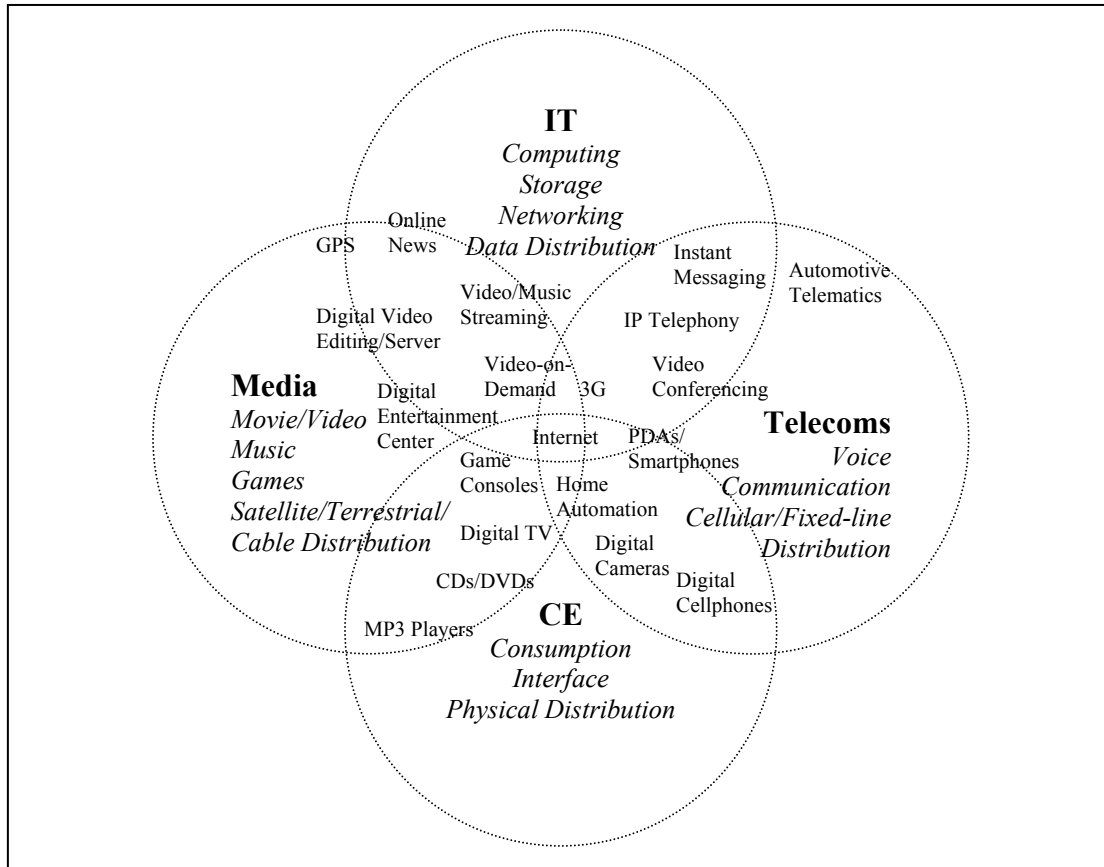 IT
Computing
Storage
Networking
Data Distribution
Online
News
GPS
Instant
Messaging
Automotive
Telematics
Video/Music
Streaming
Digital Video
Editing/Server
IP Telephony
Video-on-
Demand
3G
Video
Conferencing
Media
Movie/Video
Music
Games
Satellite/Terrestrial/
Cable Distribution
Digital
Entertainment
Center
Internet
PDAs/
Smartphones
Telecoms
Voice
Communication
Cellular/Fixed-line
Distribution
Game
Consoles
Home
Automation
Digital TV
Digital
Cameras
CDs/DVDs
Digital
Cellphones
MP3 Players
CE
Consumption
Interface
Physical Distribution